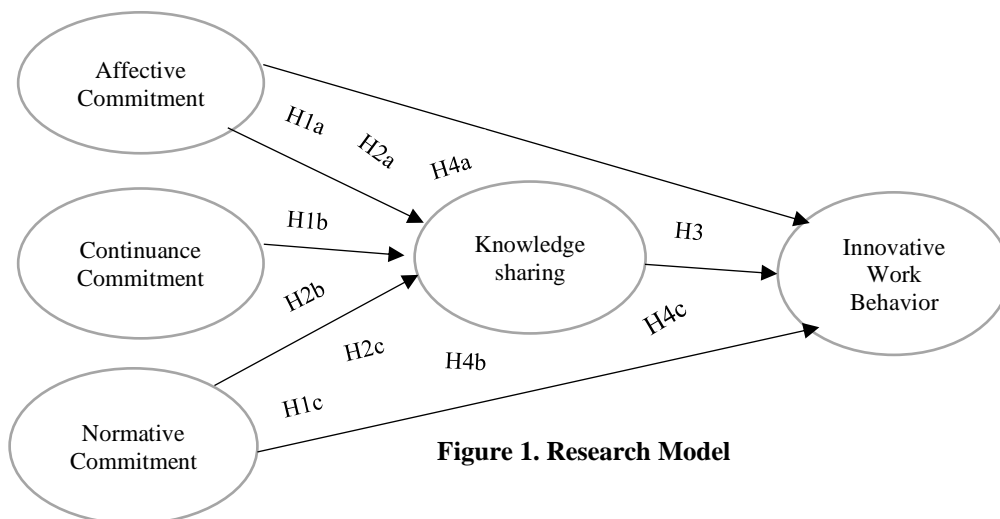 Affective
Commitment
H1a
H2a
H4a
H1b
Continuance
Commitment
Knowledge
sharing
H3
Innovative
Work
Behavior
H2b
H2c
H4b
H4c
H1c
Normative
Commitment
Figure 1. Research Model